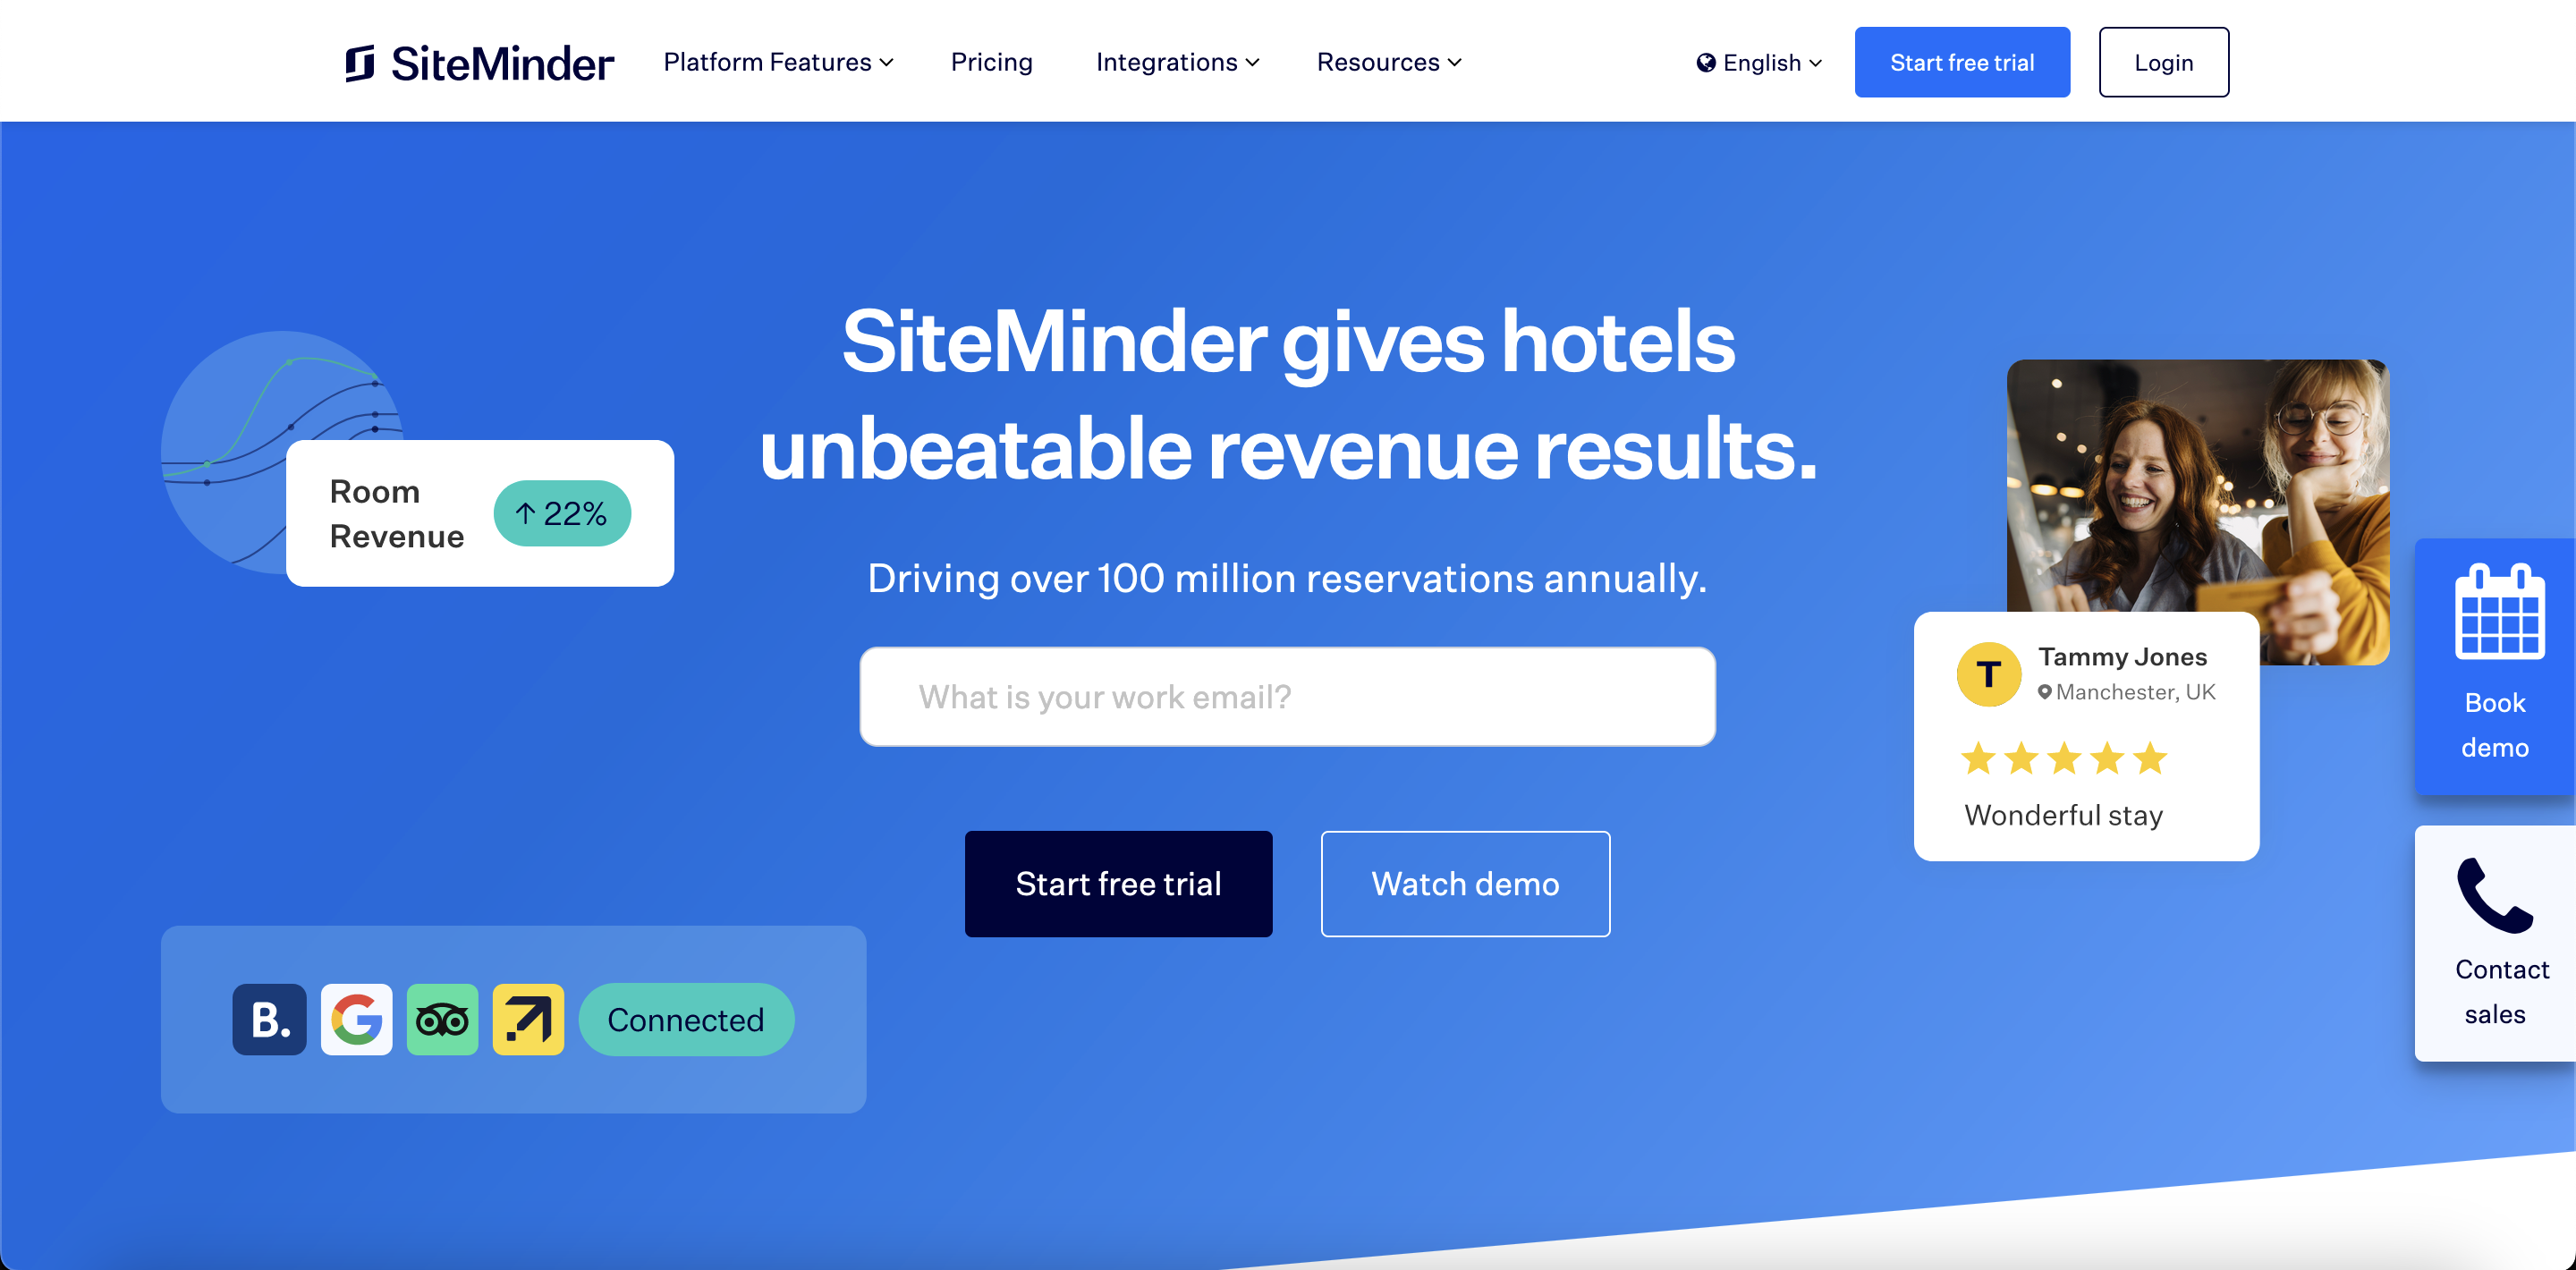 SiteMinder
Platform Features
Pricing
Integrations
Resources
English
Start free trial
Login
SiteMinder gives hotels
unbeatable revenue results.
Driving over 100 million reservations annually.
What is your work email?
Start free trial
Watch demo
Room
Revenue
↑ 22%
B.
G
Connected
T
Tammy Jones
Manchester, UK
Wonderful stay
Book
demo
Contact
sales